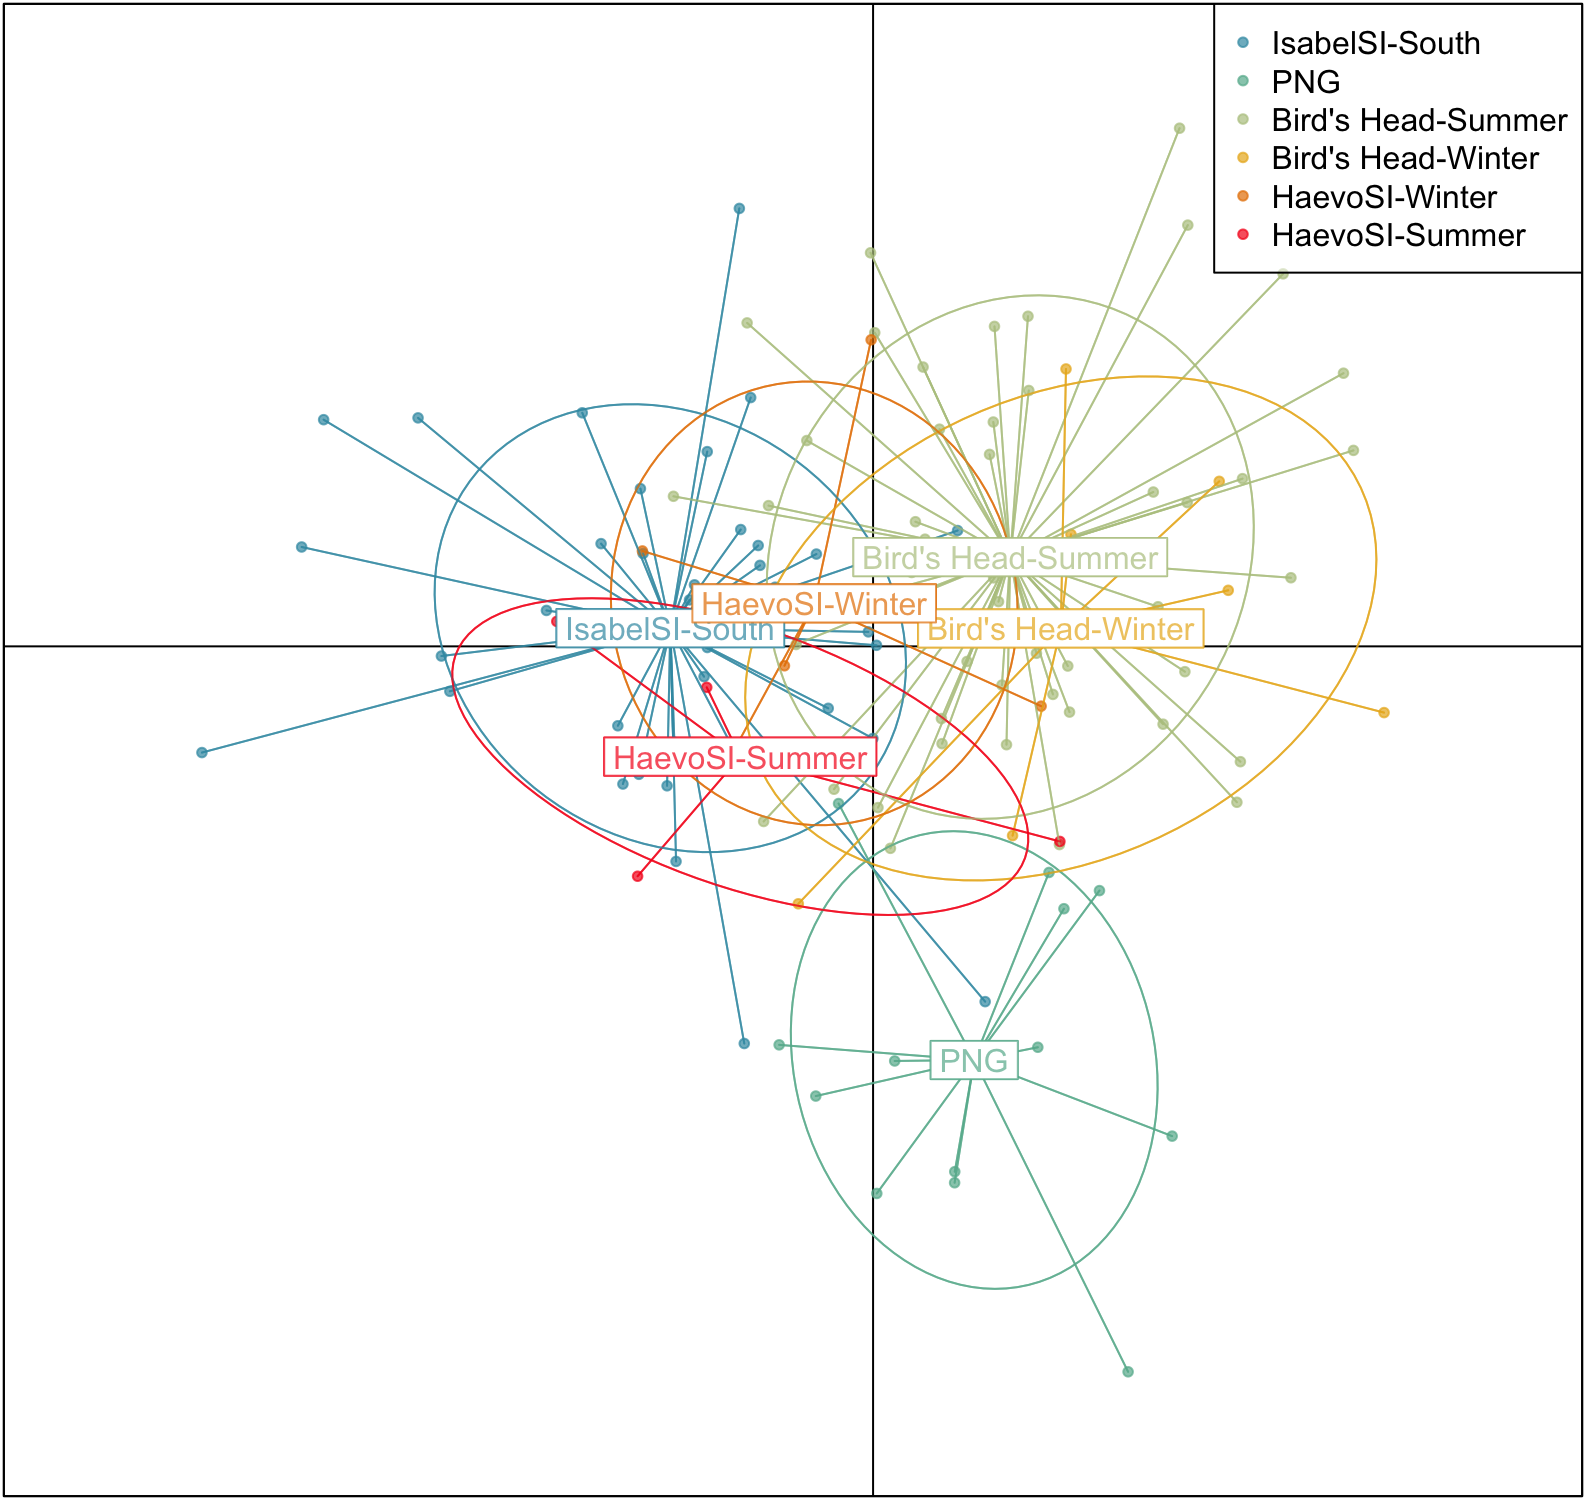 IsabelSI-South
PNG
Bird's Head-Summer
Bird's Head-Winter
HaevoSI-Winter
HaevoSI-Summer
Bird's Head-Summer
HaevoSI-Winter
IsabelSI-South
Bird's Head-Winter
HaevoSI-Summer
PNG